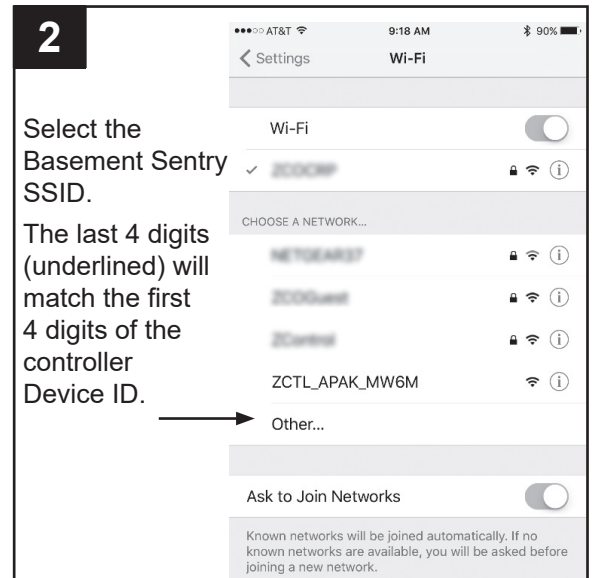 2
Select the
Basement Sentry
SSID.
The last 4 digits
(underlined) will
match the first
4 digits of the
controller
Device ID.
AT&T 9:18 AM 90%
Settings Wi-Fi
Wi-Fi
CHOOSE A NETWORK...
ZCTL_APAK_MW6M
Other...
Ask to Join Networks
Known networks will be joined automatically. If no
known networks are available, you will be asked before
joining a new network.